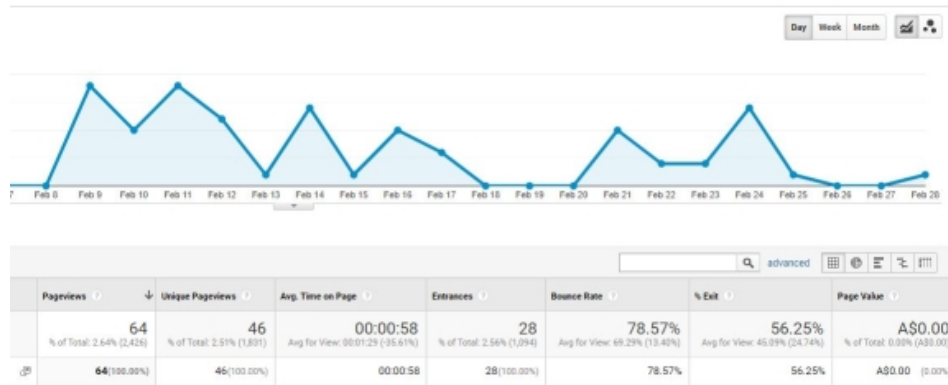 Day Week Month
Feb 8 Feb 9 Feb 10 Feb 11 Feb 12 Feb 13 Feb 14 Feb 15 Feb 16 Feb 17 Feb 18 Feb 19 Feb 20 Feb 21 Feb 22 Feb 23 Feb 24 Feb 25 Feb 26 Feb 27 Feb 28
advanced
Pageviews ? Unique Pageviews ? Avg. Time on Page ? Entrances ? Bounce Rate ? % Exit ? Page Value ?
64 46 00:00:58 28 78.57% 56.25% A$0.00
% of Total: 2.64% (2,426) % of Total: 2.51% (1,831) Avg for View: 00:01:29 (-35.61%) % of Total: 2.56% (1,094) Avg for View: 69.29% (13.40%) Avg for View: 45.09% (24.74%) % of Total: 0.00% (A$0.00)
64(100.00%) 46(100.00%) 00:00:58 28(100.00%) 78.57% 56.25% A$0.00 (0.00%